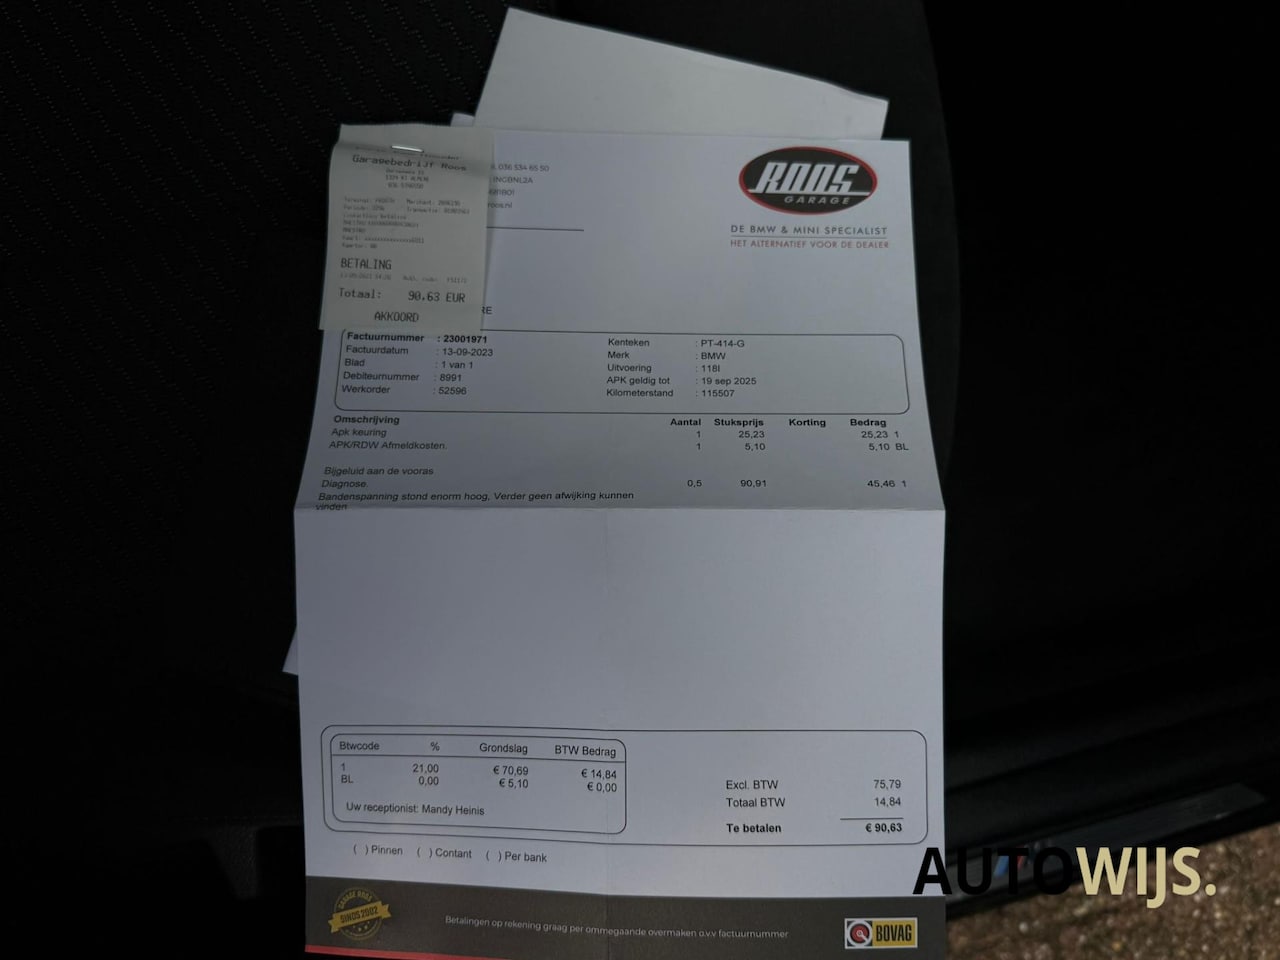 Garagebedrijf Roos
BETALING
Totaal: 90,63 EUR
AKKOORD
036 534 65 50
INGBNL2A
ROOS
GARAGE
DE BMW & MINI SPECIALIST
HET ALTERNATIEF VOOR DE DEALER
Factuurnummer : 23001971
Factuurdatum : 13-09-2023
Blad : 1 van 1
Debiteurnummer : 8991
Werkorder : 52596
Kenteken : PT-414-G
Merk : BMW
Uitvoering : 118I
APK geldig tot : 19 sep 2025
Kilometerstand : 115507
Omschrijving Aantal Stuksprijs Korting Bedrag
Apk keuring 1 25,23 25,23 1
APK/RDW Afmeldkosten. 1 5,10 5,10 BL
Bijgeluid aan de vooras.
Diagnose. 0,5 90,91 45,46 1
Bandenspanning stond enorm hoog, Verder geen afwijking kunnen
vinden
Btwcode % Grondslag BTW Bedrag
1 21,00 € 70,69 € 14,84
BL 0,00 € 5,10 € 0,00
Uw receptionist: Mandy Heinis
Excl. BTW 75,79
Totaal BTW 14,84
Te betalen € 90,63
( ) Pinnen ( ) Contant ( ) Per bank
GARAGE ROOS
SINDS 2002
Betalingen op rekening graag per ommegaande overmaken o.v.v factuurnummer
BOVAG
AUTOWIJS.